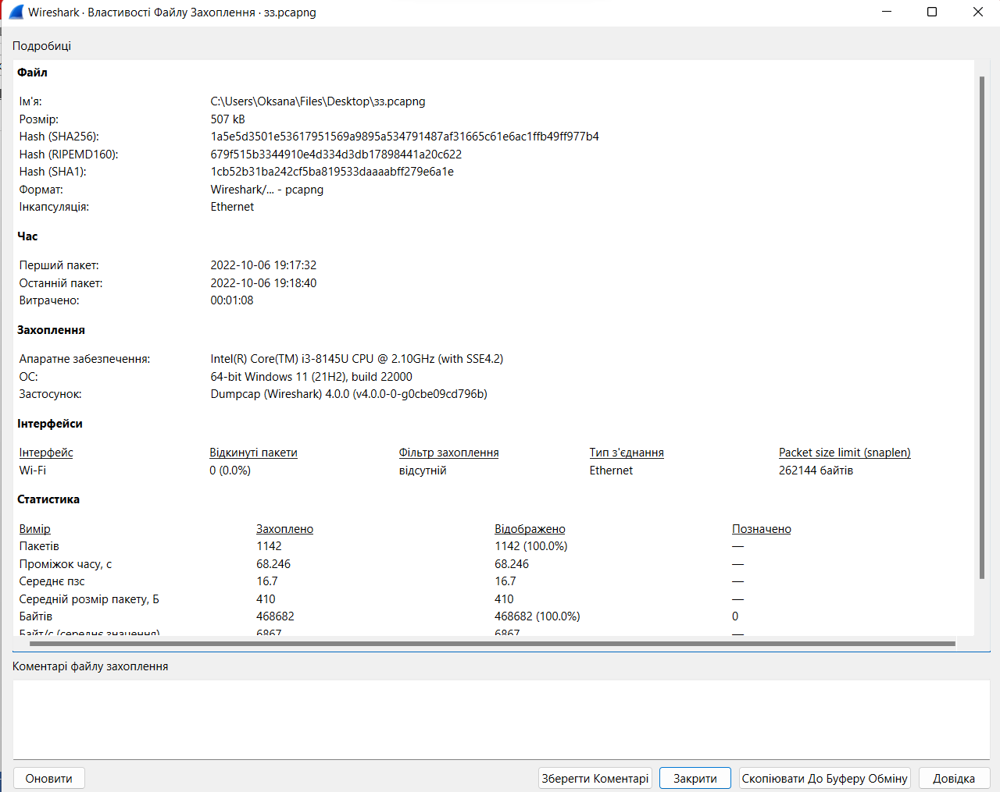 Wireshark · Властивості Файлу Захоплення · зз.pcapng
Подробиці
Файл
Ім'я: C:\Users\Oksana\Files\Desktop\зз.pcapng
Розмір: 507 kB
Hash (SHA256): 1a5e5d3501e53617951569a9895a534791487af31665c61e6ac1ffb49ff977b4
Hash (RIPEMD160): 679f515b3344910e4d334d3db17898441a20c622
Hash (SHA1): 1cb52b31ba242cf5ba819533daaaabff279e6a1e
Формат: Wireshark/... - pcapng
Інкапсуляція: Ethernet
Час
Перший пакет: 2022-10-06 19:17:32
Останній пакет: 2022-10-06 19:18:40
Витрачено: 00:01:08
Захоплення
Апаратне забезпечення: Intel(R) Core(TM) i3-8145U CPU @ 2.10GHz (with SSE4.2)
ОС: 64-bit Windows 11 (21H2), build 22000
Застосунок: Dumpcap (Wireshark) 4.0.0 (v4.0.0-0-g0cbe09cd796b)
Інтерфейси
Інтерфейс Відкинуті пакети Фільтр захоплення Тип з'єднання Packet size limit (snaplen)
Wi-Fi 0 (0.0%) відсутній Ethernet 262144 байтів
Статистика
Вимір Захоплено Відображено Позначено
Пакетів 1142 1142 (100.0%) —
Проміжок часу, с 68.246 68.246 —
Середнє пзс 16.7 16.7 —
Середній розмір пакету, Б 410 410 —
Байтів 468682 468682 (100.0%) 0
Байт/с (середнє значення) 6867 6867 —
Коментарі файлу захоплення
Оновити Зберегти Коментарі Закрити Скопіювати До Буферу Обміну Довідка